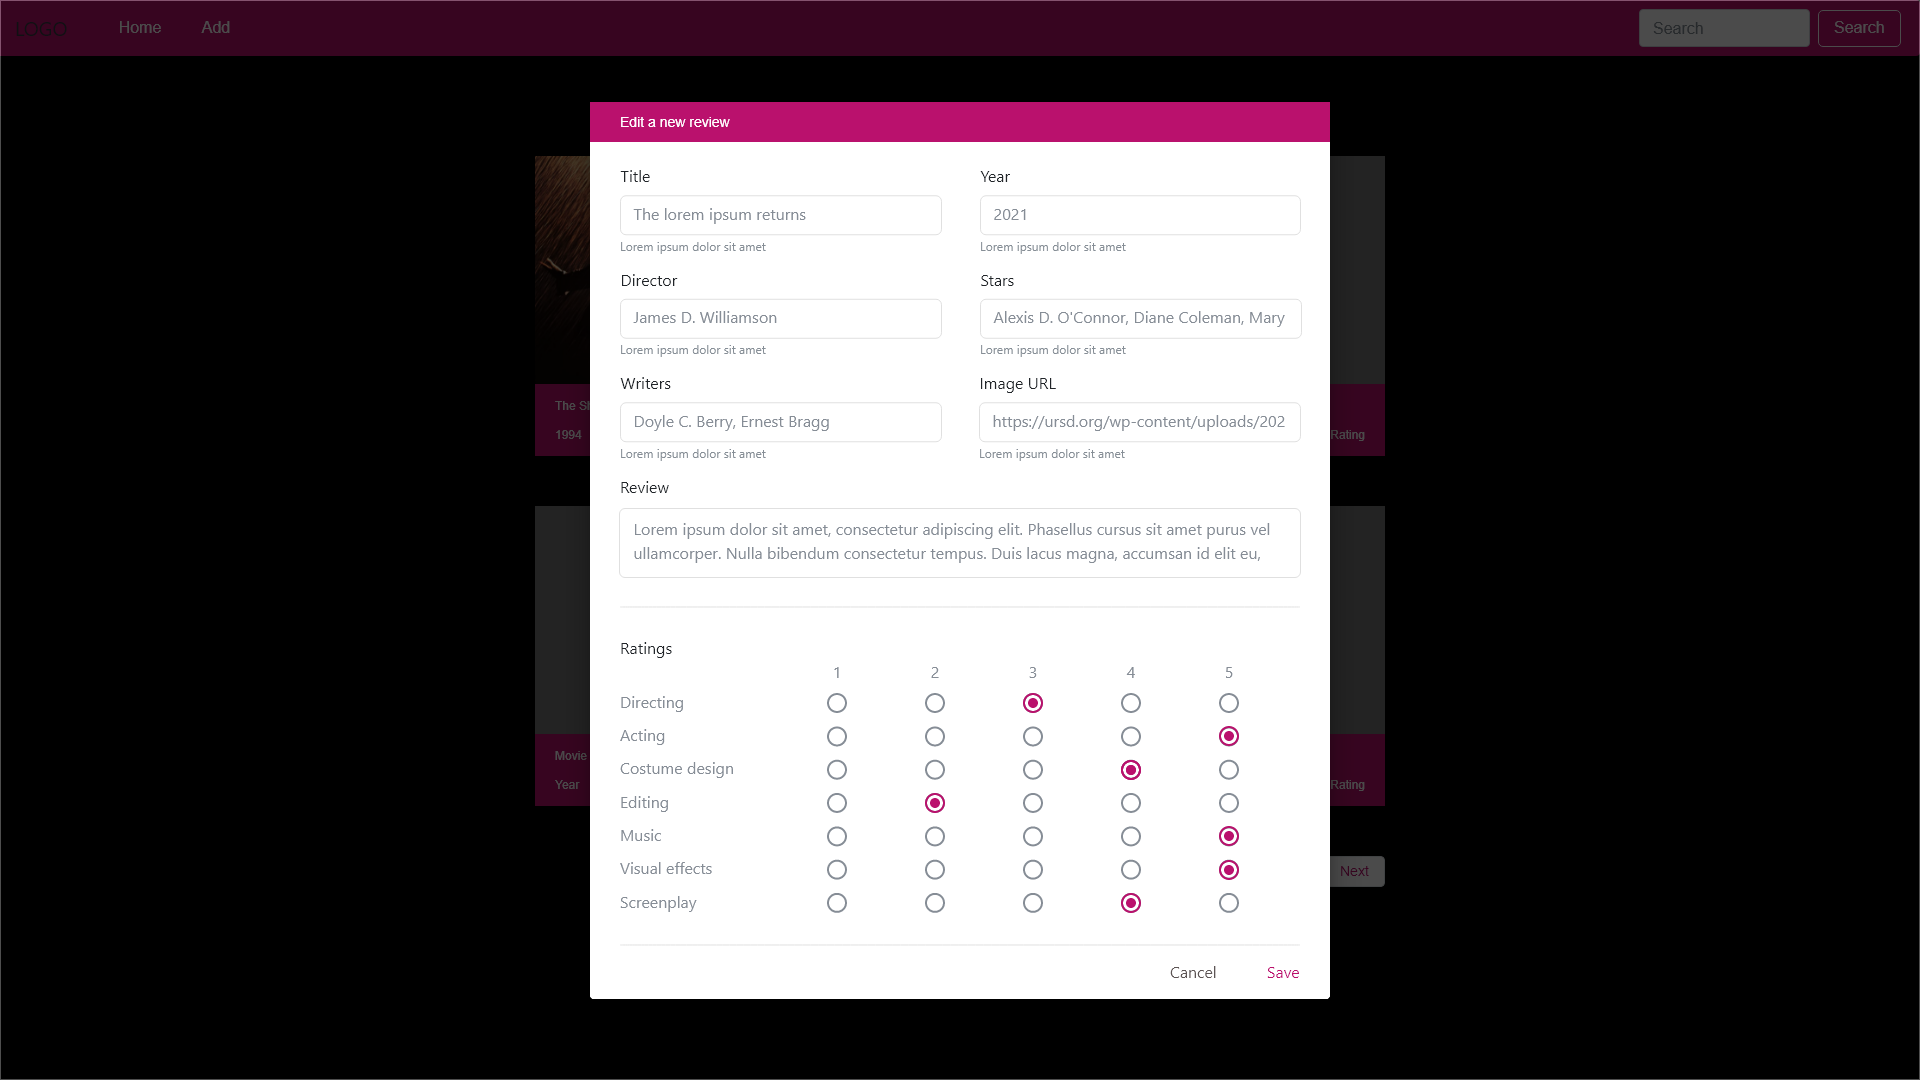 LOGO Home Add Search Search
Edit a new review
Title Year
The lorem ipsum returns 2021
Lorem ipsum dolor sit amet Lorem ipsum dolor sit amet
Director Stars
James D. Williamson Alexis D. O'Connor, Diane Coleman, Mary
Lorem ipsum dolor sit amet Lorem ipsum dolor sit amet
Writers Image URL
The
Doyle C. Berry, Ernest Bragg https://ursd.org/wp-content/uploads/202
1994 Rating
Lorem ipsum dolor sit amet Lorem ipsum dolor sit amet
Review
Lorem ipsum dolor sit amet, consectetur adipiscing elit. Phasellus cursus sit amet purus vel
ullamcorper. Nulla bibendum consectetur tempus. Duis lacus magna, accumsan id elit eu,
Ratings
1 2 3 4 5
Directing
Acting
Movie
Costume design
Year Rating
Editing
Music
Visual effects
Next
Screenplay
Cancel Save